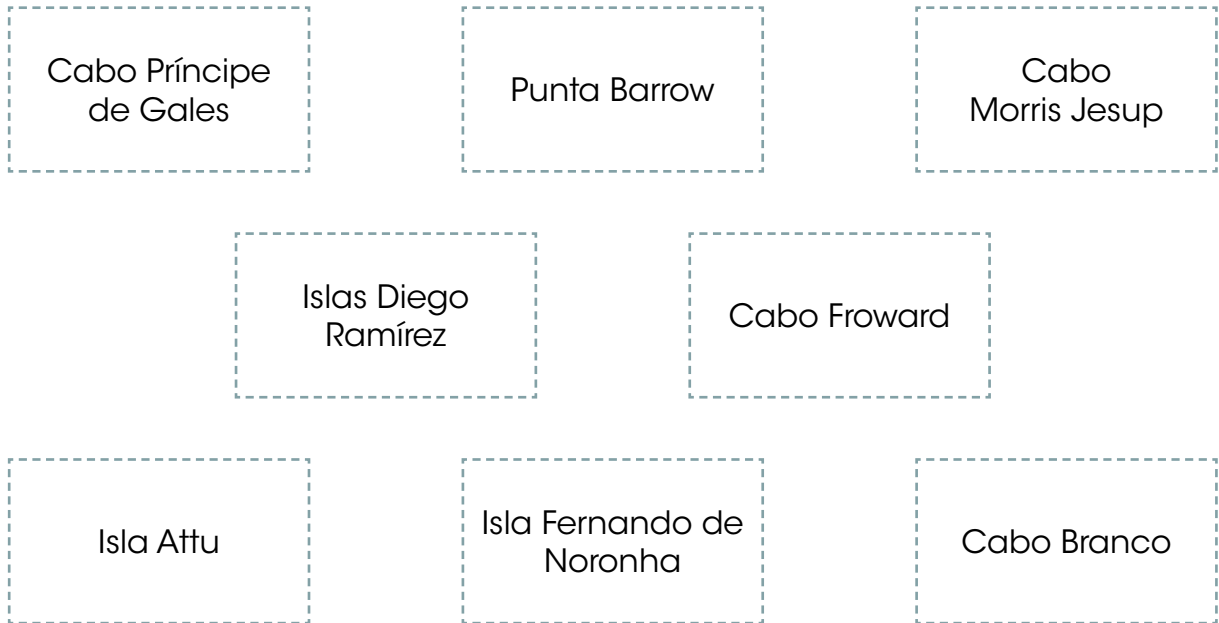 Cabo Príncipe
de Gales
Punta Barrow
Cabo
Morris Jesup
Islas Diego
Ramírez
Cabo Froward
Isla Attu
Isla Fernando de
Noronha
Cabo Branco